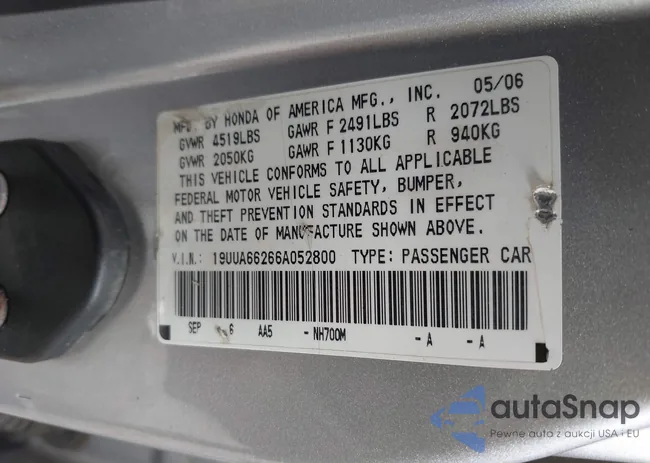 MFD. BY HONDA OF AMERICA MFG., INC. 05/06
GVWR 4519LBS GAWR F 2491LBS R 2072LBS
GVWR 2050KG GAWR F 1130KG R 940KG
THIS VEHICLE CONFORMS TO ALL APPLICABLE
FEDERAL MOTOR VEHICLE SAFETY, BUMPER,
AND THEFT PREVENTION STANDARDS IN EFFECT
ON THE DATE OF MANUFACTURE SHOWN ABOVE.
V.I.N.: 19UUA66266A052800 TYPE: PASSENGER CAR
SEP 6 AA5 -NH700M -A -A
autaSnap
Pewne auto z aukcji USA i EU